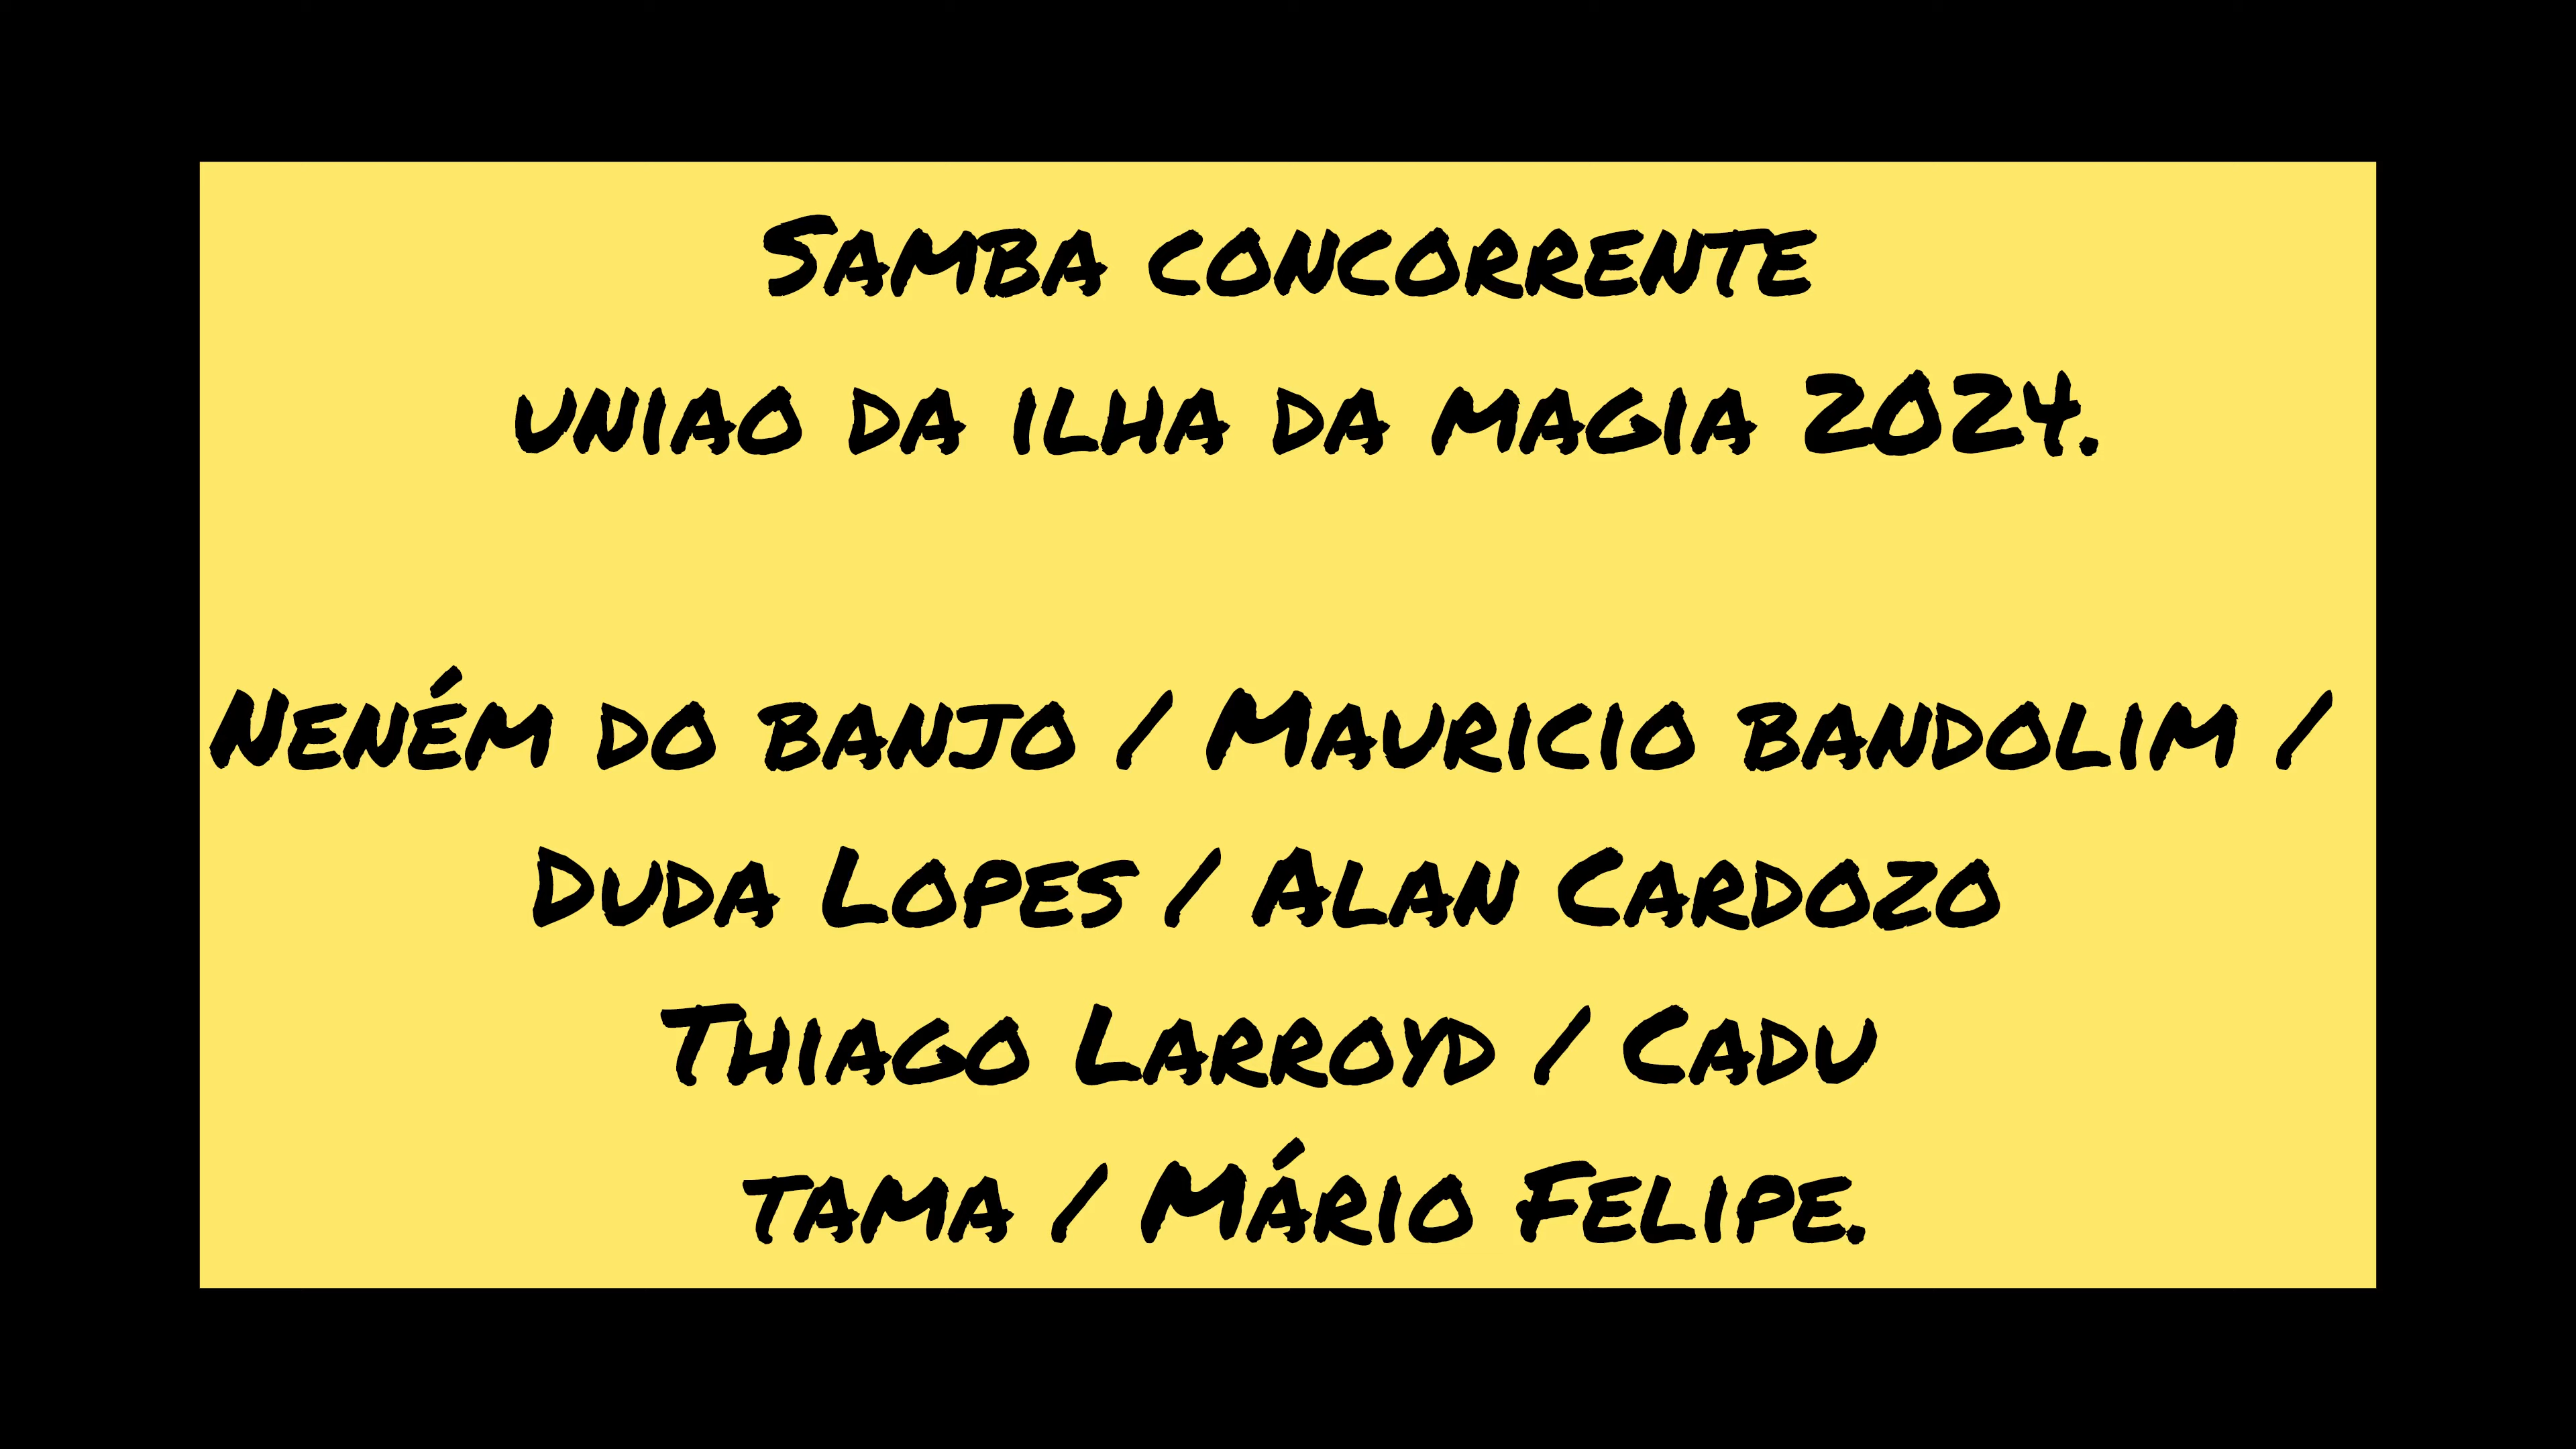 Samba concorrente
uniao da ilha da magia 2024.
Neném do banjo / Mauricio bandolim /
Duda Lopes / Alan Cardozo
Thiago Larroyd / Cadu
tama / Mário Felipe.